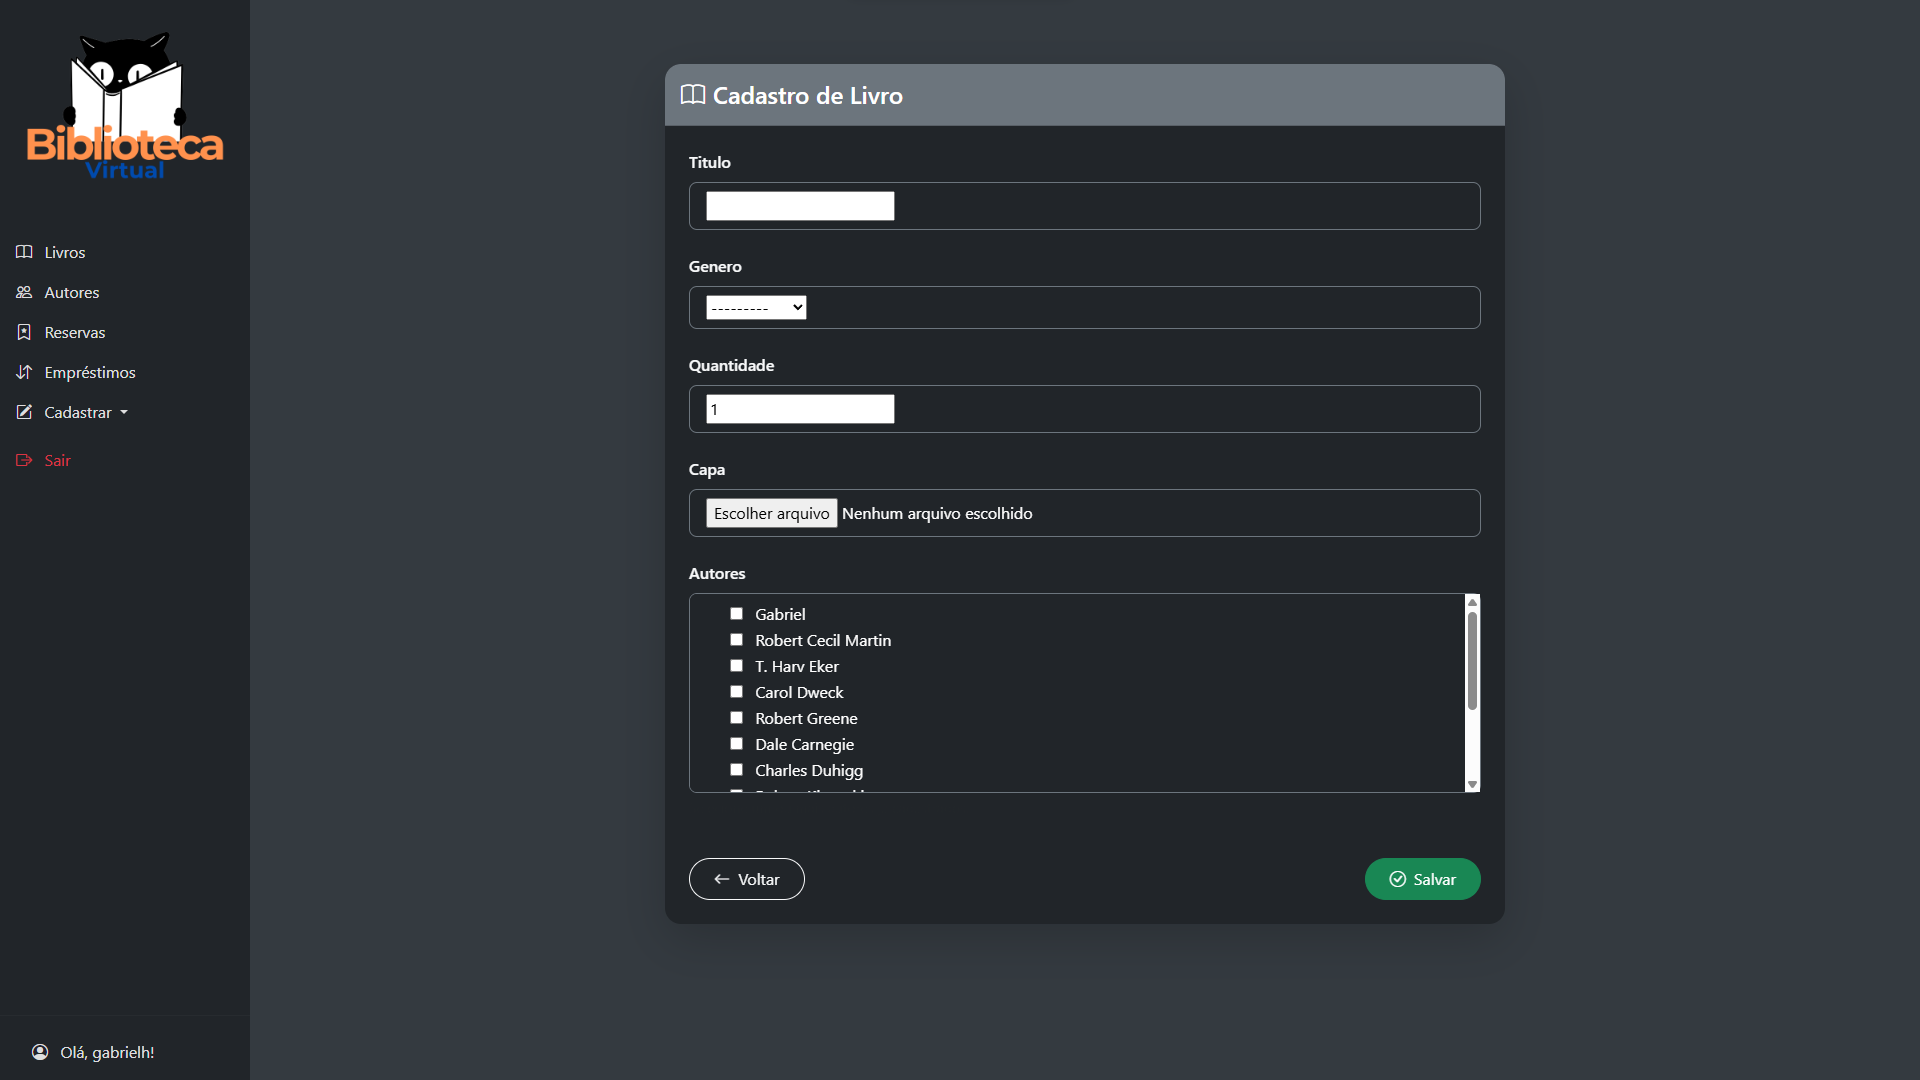 Biblioteca
Virtual
Livros
Autores
Reservas
Empréstimos
Cadastrar
Sair
Olá, gabrielh!
Cadastro de Livro
Titulo
Genero
---------
Quantidade
1
Capa
Escolher arquivo Nenhum arquivo escolhido
Autores
Gabriel
Robert Cecil Martin
T. Harv Eker
Carol Dweck
Robert Greene
Dale Carnegie
Charles Duhigg
Voltar
Salvar